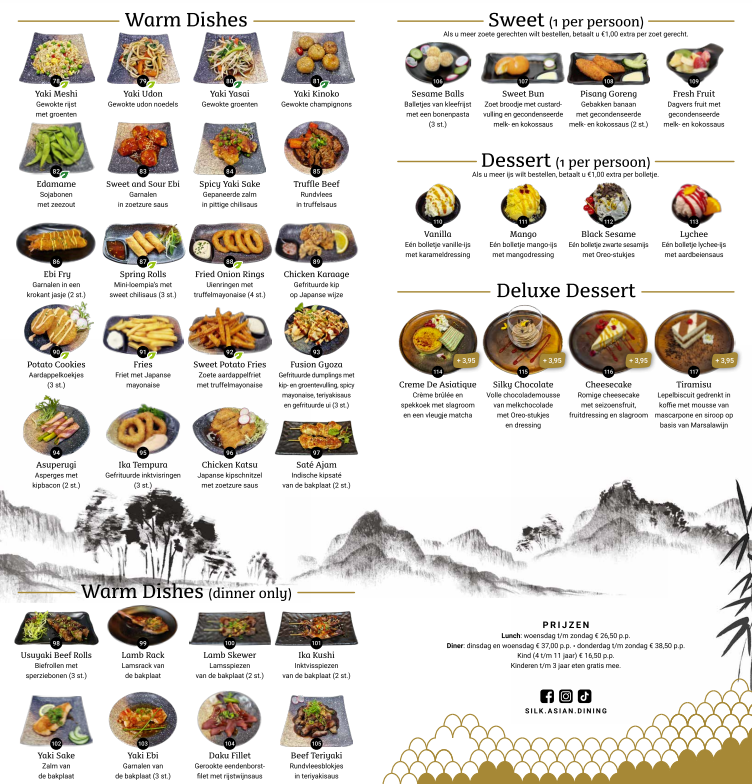 Warm Dishes
78
79
80
81
Yaki Meshi
Gewokte rijst
met groenten
Yaki Udon
Gewokte udon noedels
Yaki Yasai
Gewokte groenten
Yaki Kinoko
Gewokte champignons
82
83
84
85
Edamame
Sojabonen
met zeezout
Sweet and Sour Ebi
Garnalen
in zoetzure saus
Spicy Yaki Sake
Gepaneerde zalm
in pittige chilisaus
Truffle Beef
Rundvlees
in truffelsaus
86
87
88
89
Ebi Fry
Garnalen in een
krokant jasje (2 st.)
Spring Rolls
Mini-loempia's met
sweet chilisaus (3 st.)
Fried Onion Rings
Uienringen met
truffelmayonaise (4 st.)
Chicken Karaage
Gefrituurde kip
op Japanse wijze
90
91
92
93
Potato Cookies
Aardappelkoekjes
(3 st.)
Fries
Friet met Japanse
mayonaise
Sweet Potato Fries
Zoete aardappelfriet
met truffelmayonaise
Fusion Gyoza
Gefrituurde dumplings met
kip- en groentevulling, spicy
mayonaise, teriyakisaus
en gefrituurde ui (3 st.)
94
95
96
97
Asuperugi
Asperges met
kipbacon (2 st.)
Ika Tempura
Gefrituurde inktvisringen
(3 st.)
Chicken Katsu
Japanse kipschnitzel
met zoetzure saus
Saté Ajam
Indische kipsaté
van de bakplaat (2 st.)
Warm Dishes (dinner only)
98
99
100
101
Usuyaki Beef Rolls
Biefrollen met
sperziebonen (3 st.)
Lamb Rack
Lamsrack van
de bakplaat
Lamb Skewer
Lamsspiezen
van de bakplaat (2 st.)
Ika Kushi
Inktvisspiezen
van de bakplaat (2 st.)
102
103
104
105
Yaki Sake
Zalm van
de bakplaat
Yaki Ebi
Garnalen van
de bakplaat (3 st.)
Daku Fillet
Gerookte eendenborst-
filet met rijstwijnsaus
Beef Teriyaki
Rundvleesblokjes
in teriyakisaus
Sweet (1 per persoon)
Als u meer zoete gerechten wilt bestellen, betaalt u €1,00 extra per zoet gerecht.
106
107
108
109
Sesame Balls
Balletjes van kleefrijst
met een bonenpasta
(3 st.)
Sweet Bun
Zoet broodje met custard-
vulling en gecondenseerde
melk- en kokossaus
Pisang Goreng
Gebakken banaan
met gecondenseerde
melk- en kokossaus (2 st.)
Fresh Fruit
Dagvers fruit met
gecondenseerde
melk- en kokossaus
Dessert (1 per persoon)
Als u meer ijs wilt bestellen, betaalt u €1,00 extra per bolletje.
110
111
112
113
Vanilla
Eén bolletje vanille-ijs
met karameldressing
Mango
Eén bolletje mango-ijs
met mangodressing
Black Sesame
Eén bolletje zwarte sesamijs
met Oreo-stukjes
Lychee
Eén bolletje lychee-ijs
met aardbeiensaus
Deluxe Dessert
+ 3,95
+ 3,95
+ 3,95
+ 3,95
114
115
116
117
Creme De Asiatique
Crème brûlée en
spekkoek met slagroom
en een vleugje matcha
Silky Chocolate
Volle chocolademousse
van melkchocolade
met Oreo-stukjes
en dressing
Cheesecake
Romige cheesecake
met seizoensfruit,
fruitdressing en slagroom
Tiramisu
Lepelbiscuit gedrenkt in
koffie met mousse van
mascarpone en siroop op
basis van Marsalawijn
PRIJZEN
Lunch: woensdag t/m zondag € 26,50 p.p.
Diner: dinsdag en woensdag € 37,00 p.p. • donderdag t/m zondag € 38,50 p.p.
Kind (4 t/m 11 jaar) € 16,50 p.p.
Kinderen t/m 3 jaar eten gratis mee.
SILK.ASIAN.DINING